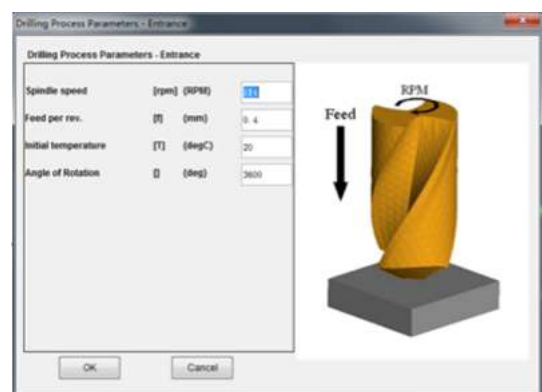 Drilling Process Parameters - Entrance
Drilling Process Parameters - Entrance
Spindle speed [rpm] (RPM)
Feed per rev. [f] (mm) 0.4
Initial temperature [T] (degC) 20
Angle of Rotation [] (deg) 3600
RPM
Feed
OK Cancel